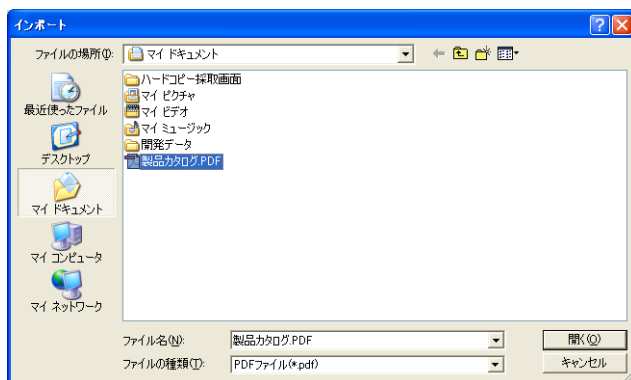 インポート
ファイルの場所(I):
マイ ドキュメント
ハードコピー採取画面
マイ ピクチャ
マイ ビデオ
マイ ミュージック
開発データ
製品カタログ.PDF
最近使ったファイル
デスクトップ
マイ ドキュメント
マイ コンピュータ
マイ ネットワーク
ファイル名(N):
製品カタログ.PDF
開く(O)
ファイルの種類(T):
PDFファイル(*.pdf)
キャンセル